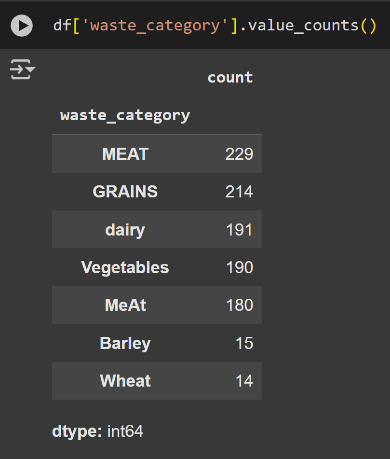 df['waste_category'].value_counts()
count
waste_category
MEAT 229
GRAINS 214
dairy 191
Vegetables 190
MeAt 180
Barley 15
Wheat 14
dtype: int64